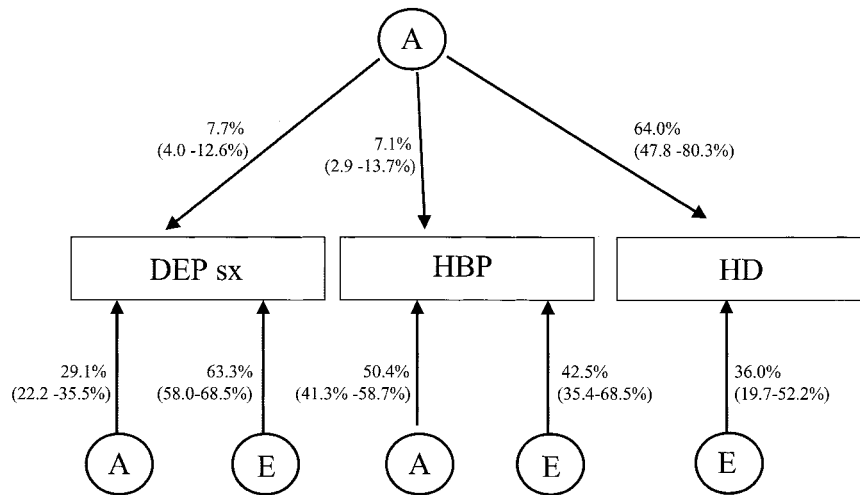 A
7.7%
(4.0 -12.6%)
7.1%
(2.9 -13.7%)
64.0%
(47.8 -80.3%)
DEP sx
HBP
HD
29.1%
(22.2 -35.5%)
63.3%
(58.0-68.5%)
50.4%
(41.3% -58.7%)
42.5%
(35.4-68.5%)
36.0%
(19.7-52.2%)
A
E
A
E
E